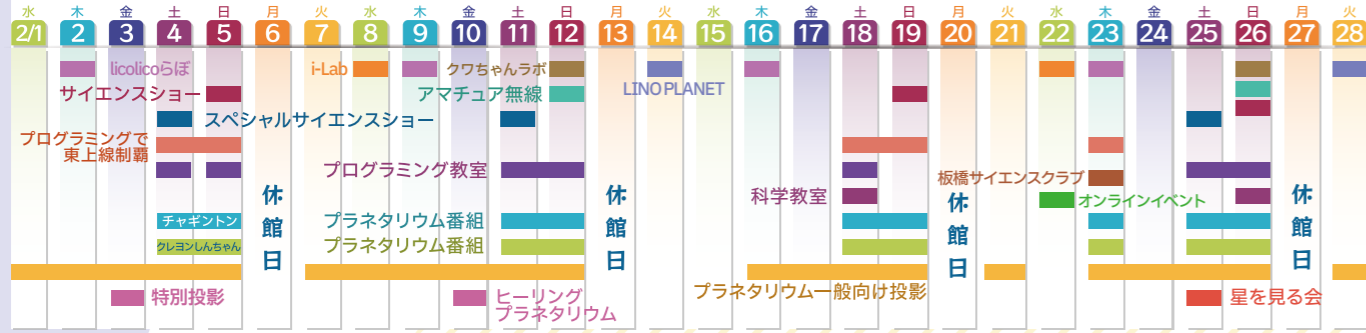 水 木 金 土 日 月 火 水 木 金 土 日 月 火 水 木 金 土 日 月 火 水 木 金 土 日 月 火
2/1 2 3 4 5 6 7 8 9 10 11 12 13 14 15 16 17 18 19 20 21 22 23 24 25 26 27 28
licolicoらぼ
i-Lab
クワちゃんラボ
LINO PLANET
サイエンスショー
アマチュア無線
スペシャルサイエンスショー
プログラミングで
東上線制覇
プログラミング教室
板橋サイエンスクラブ
科学教室
オンラインイベント
休館日
休館日
休館日
休館日
チャギントン
プラネタリウム番組
クレヨンしんちゃん
プラネタリウム番組
プラネタリウム一般向け投影
特別投影
ヒーリング
プラネタリウム
星を見る会